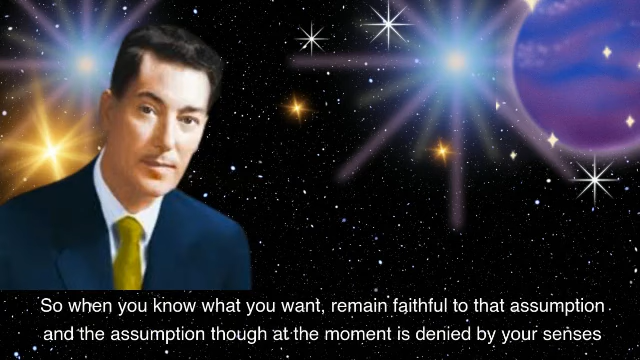 So when you know what you want, remain faithful to that assumption
and the assumption though at the moment is denied by your senses